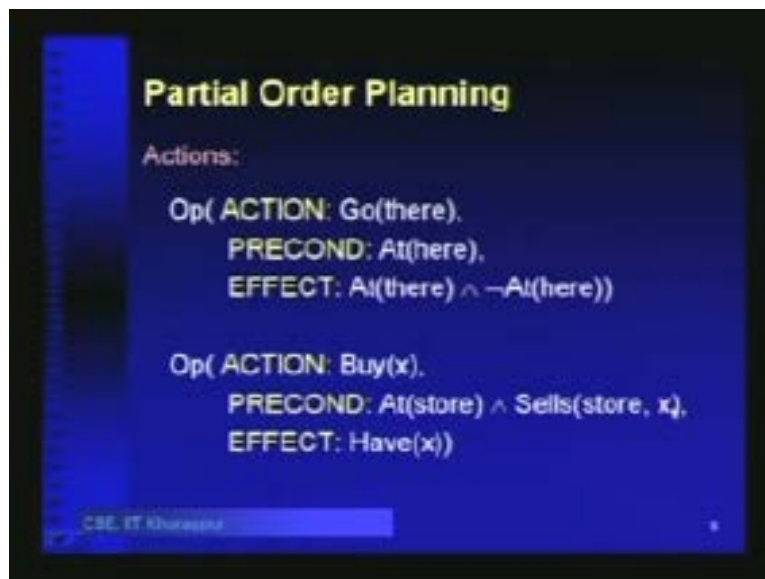 Partial Order Planning
Actions:
Op( ACTION: Go(there),
PRECOND: At(here),
EFFECT: At(there) ∧ ¬At(here))
Op( ACTION: Buy(x),
PRECOND: At(store) ∧ Sells(store, x),
EFFECT: Have(x))
CSE, IIT Kharagpur